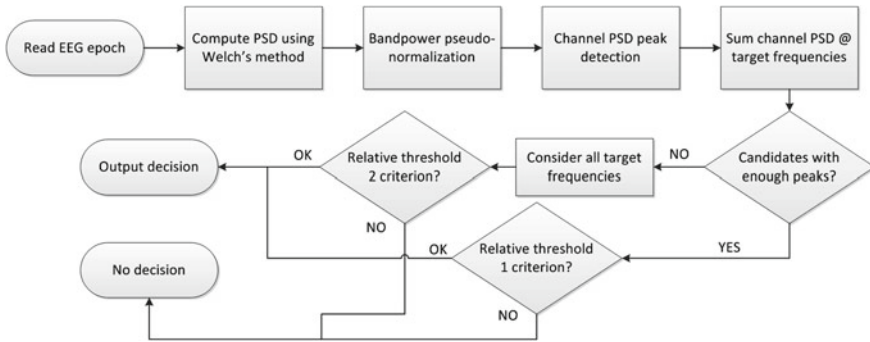 Read EEG epoch
Compute PSD using
Welch's method
Bandpower pseudo-
normalization
Channel PSD peak
detection
Sum channel PSD @
target frequencies
Candidates with
enough peaks?
NO
Consider all target
frequencies
Relative threshold
2 criterion?
OK
Output decision
NO
YES
Relative threshold
1 criterion?
OK
NO
No decision